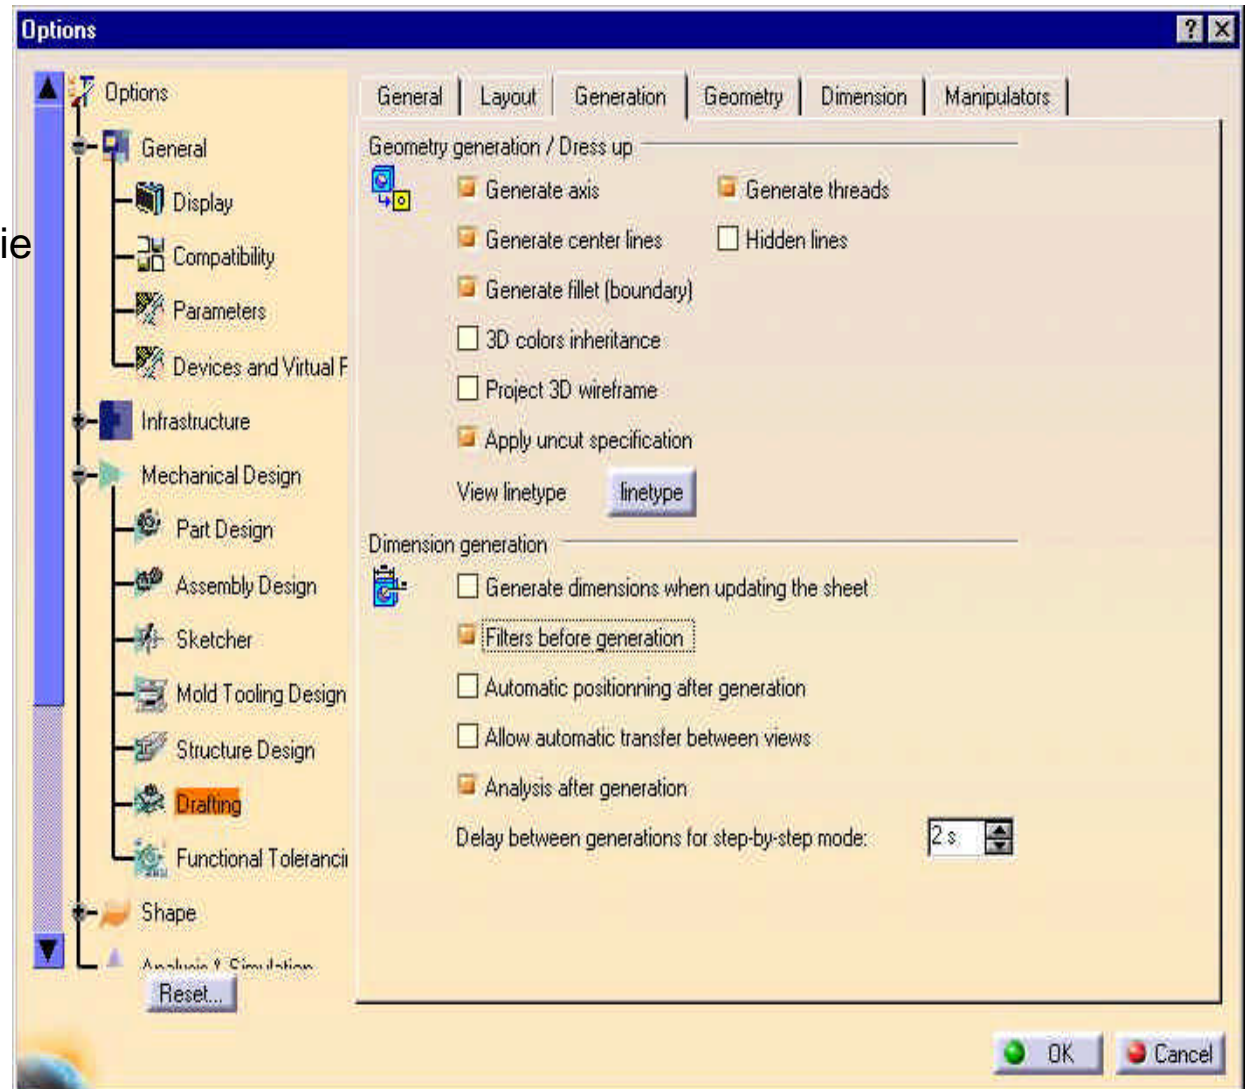 Options
Options
General
Display
ie
Compatibility
Parameters
Devices and Virtual F
Infrastructure
Mechanical Design
Part Design
Assembly Design
Sketcher
Mold Tooling Design
Structure Design
Drafting
Functional Tolerancin
Shape
Analysis & Simulation
Reset...
General Layout Generation Geometry Dimension Manipulators
Geometry generation / Dress up
Generate axis Generate threads
Generate center lines Hidden lines
Generate fillet (boundary)
3D colors inheritance
Project 3D wireframe
Apply uncut specification
View linetype linetype
Dimension generation
Generate dimensions when updating the sheet
Filters before generation
Automatic positionning after generation
Allow automatic transfer between views
Analysis after generation
Delay between generations for step-by-step mode: 2 s
OK Cancel